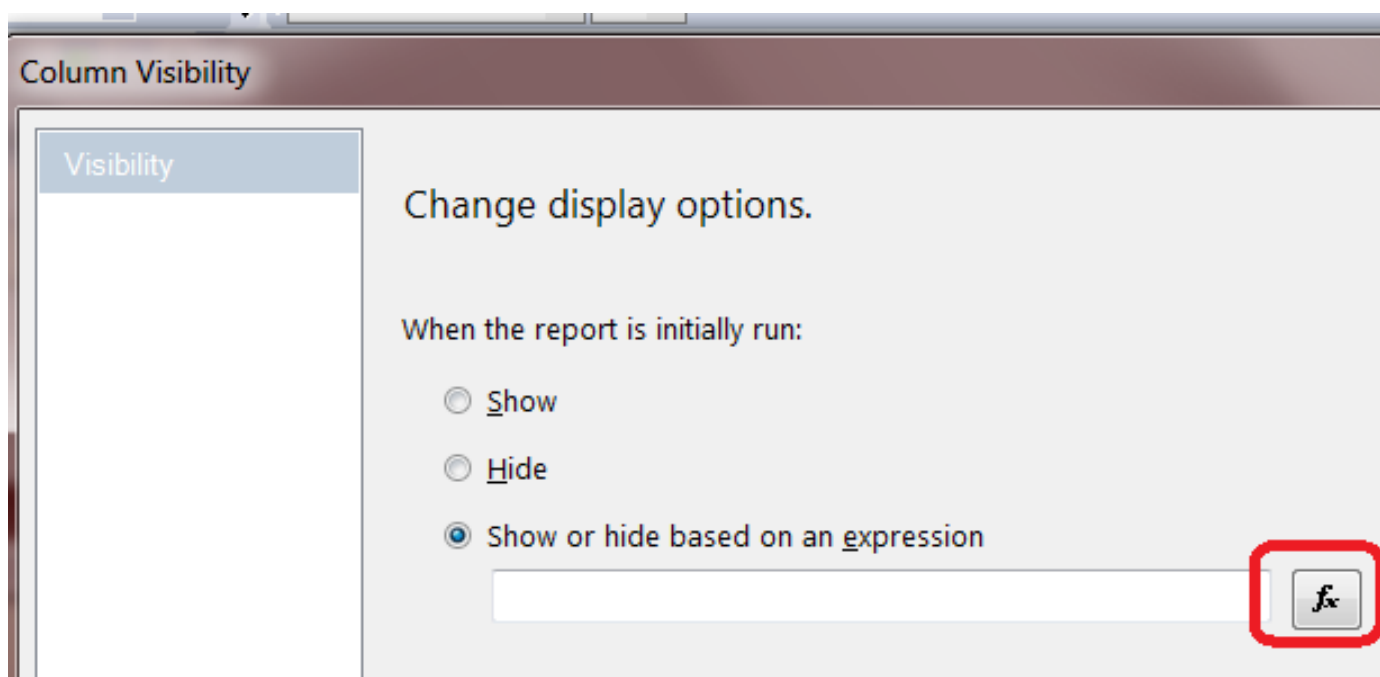 Column Visibility
Visibility
Change display options.
When the report is initially run:
Show
Hide
Show or hide based on an expression
fx